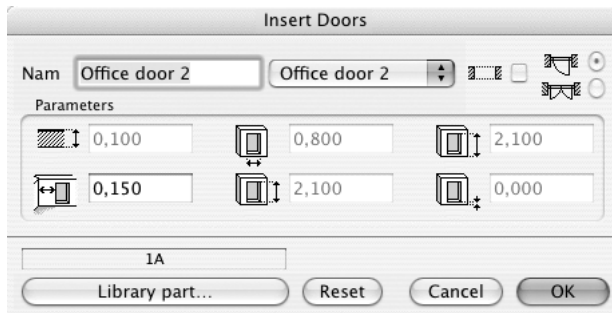 Insert Doors
Nam Office door 2 Office door 2
Parameters
0,100 0,800 2,100
0,150 2,100 0,000
1A
Library part... Reset Cancel OK